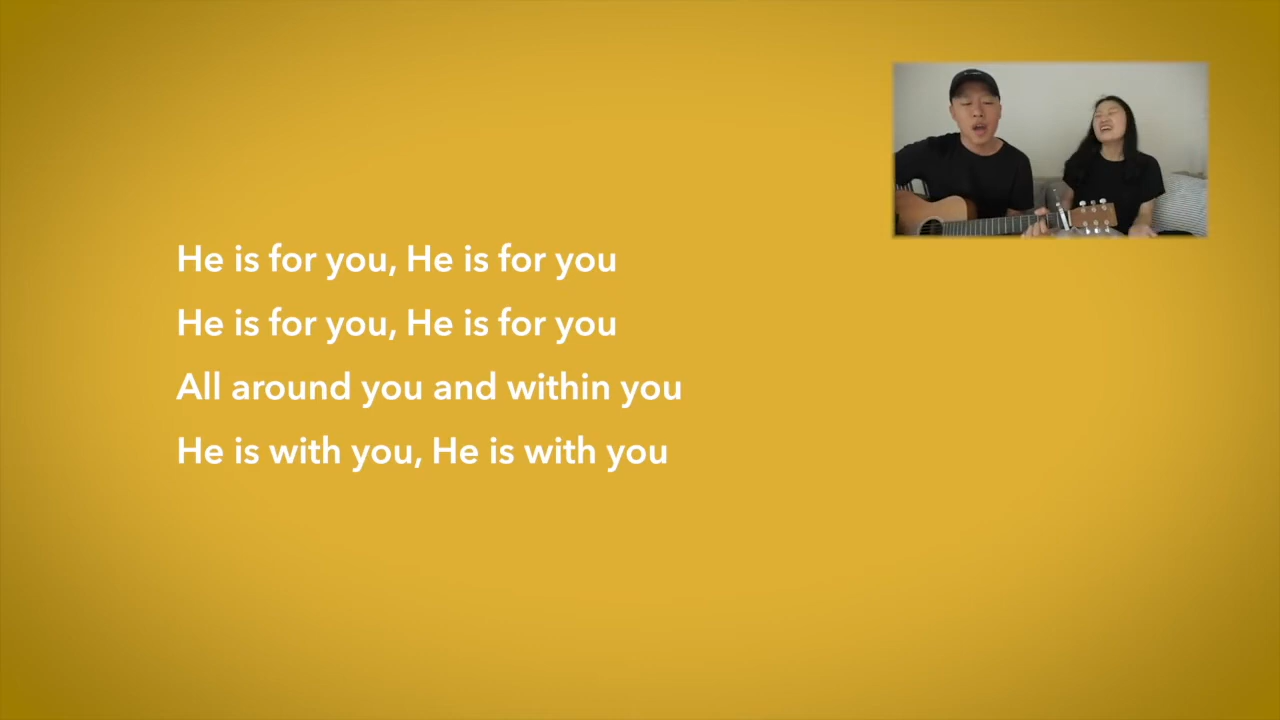 He is for you, He is for you
He is for you, He is for you
All around you and within you
He is with you, He is with you